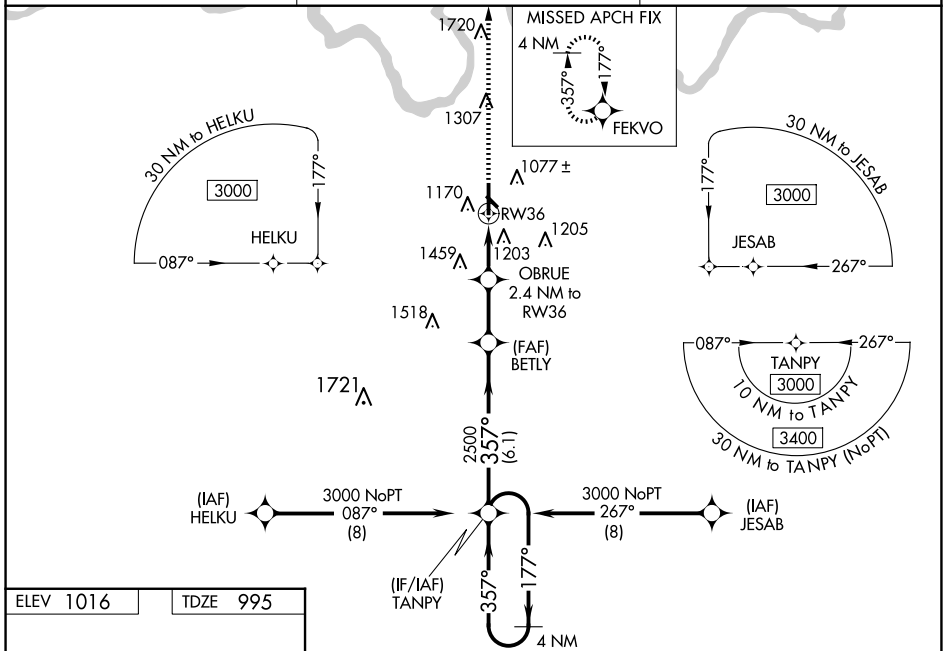 MISSED APCH FIX
4 NM
357°
177°
FEKVO
1720
1307
30 NM to HELKU
3000
177°
HELKU
087°
30 NM to JESAB
3000
177°
JESAB
267°
1077 ±
1170
RW36
1203
1205
1459
OBRUE
2.4 NM to
RW36
1518
(FAF)
BETLY
1721
087°
267°
TANPY
3000
10 NM to TANPY
3400
30 NM to TANPY (NoPT)
2500
357°
(6.1)
(IAF)
HELKU
3000 NoPT
087°
(8)
3000 NoPT
267°
(8)
(IAF)
JESAB
(IF/IAF)
TANPY
357°
177°
4 NM
ELEV 1016
TDZE 995